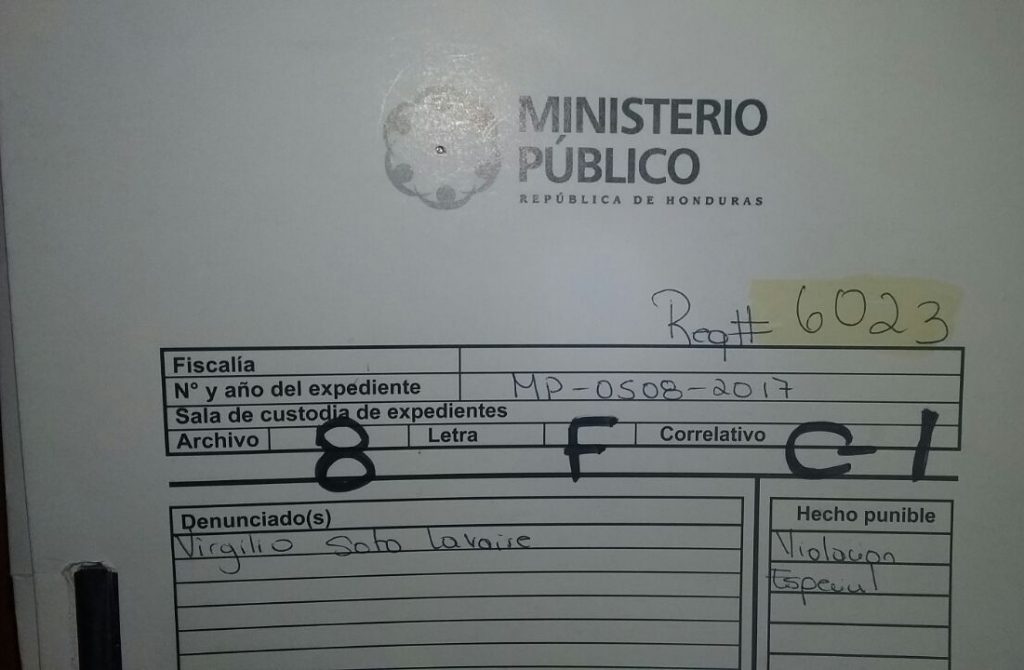 MINISTERIO
PÚBLICO
REPÚBLICA DE HONDURAS
Req# 6023
Fiscalía
Nº y año del expediente MP-0508-2017
Sala de custodia de expedientes
Archivo 8 Letra F Correlativo C-1
Denunciado(s) Hecho punible
Virgilio Soto Lavaire Violacion
Especial